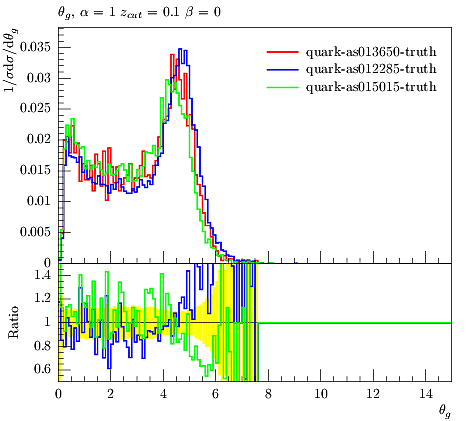 θg, α = 1 zcut = 0.1 β = 0
1/σdσ/dθg
0.035
0.03
0.025
0.02
0.015
0.01
0.005
0
quark-as013650-truth
quark-as012285-truth
quark-as015015-truth
Ratio
1.4
1.2
1
0.8
0.6
0 2 4 6 8 10 12 14
θg